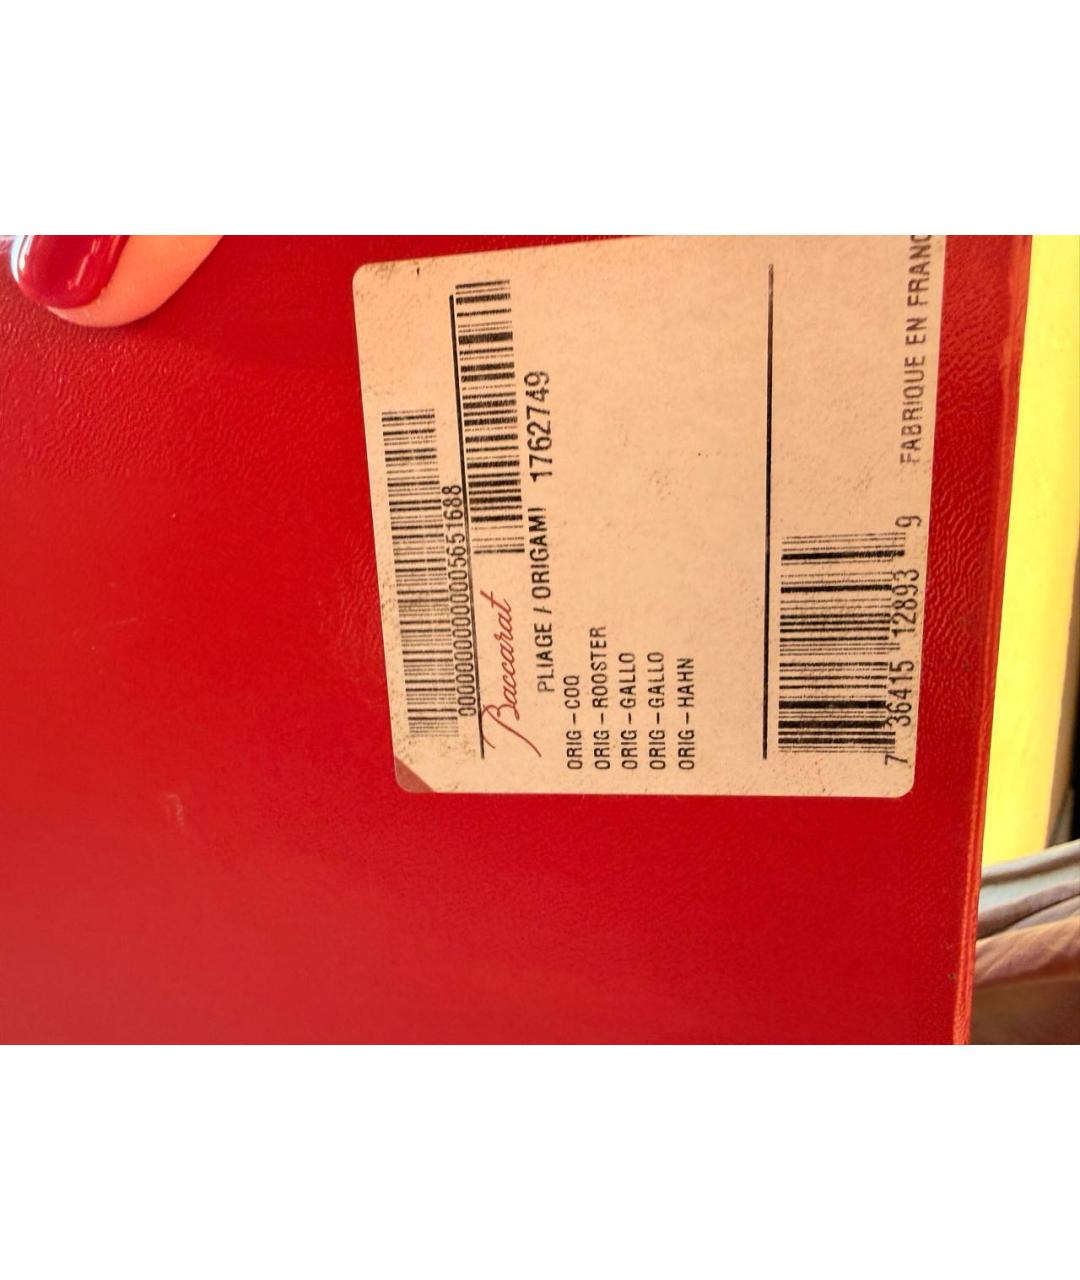 000000000000005651688
Baccarat
PLIAGE / ORIGAMI 1762749
ORIG-COQ
ORIG-ROOSTER
ORIG-GALLO
ORIG-GALLO
ORIG-HAHN
7 36415 12893 9
FABRIQUE EN FRANC